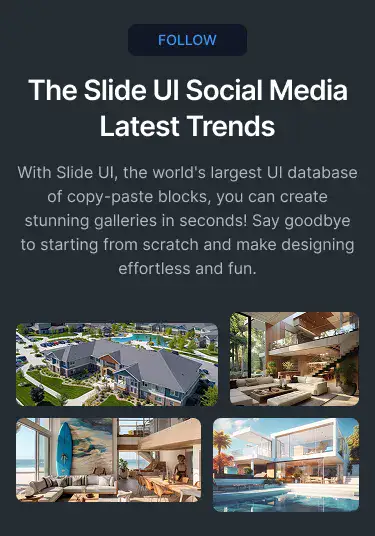 FOLLOW
The Slide UI Social Media
Latest Trends
With Slide UI, the world's largest UI database
of copy-paste blocks, you can create
stunning galleries in seconds! Say goodbye
to starting from scratch and make designing
effortless and fun.